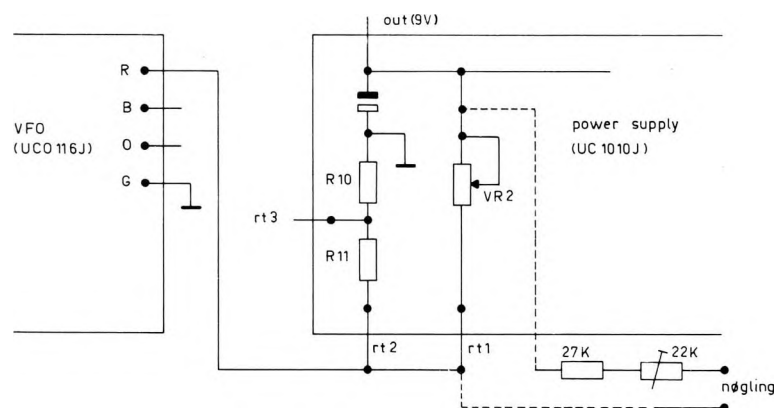 out (9V)
R
B
VFO
(UCO116J)
O
G
power supply
(UC1010J)
R10
VR2
rt3
R11
rt2
rt1
27K
22K
nøgling